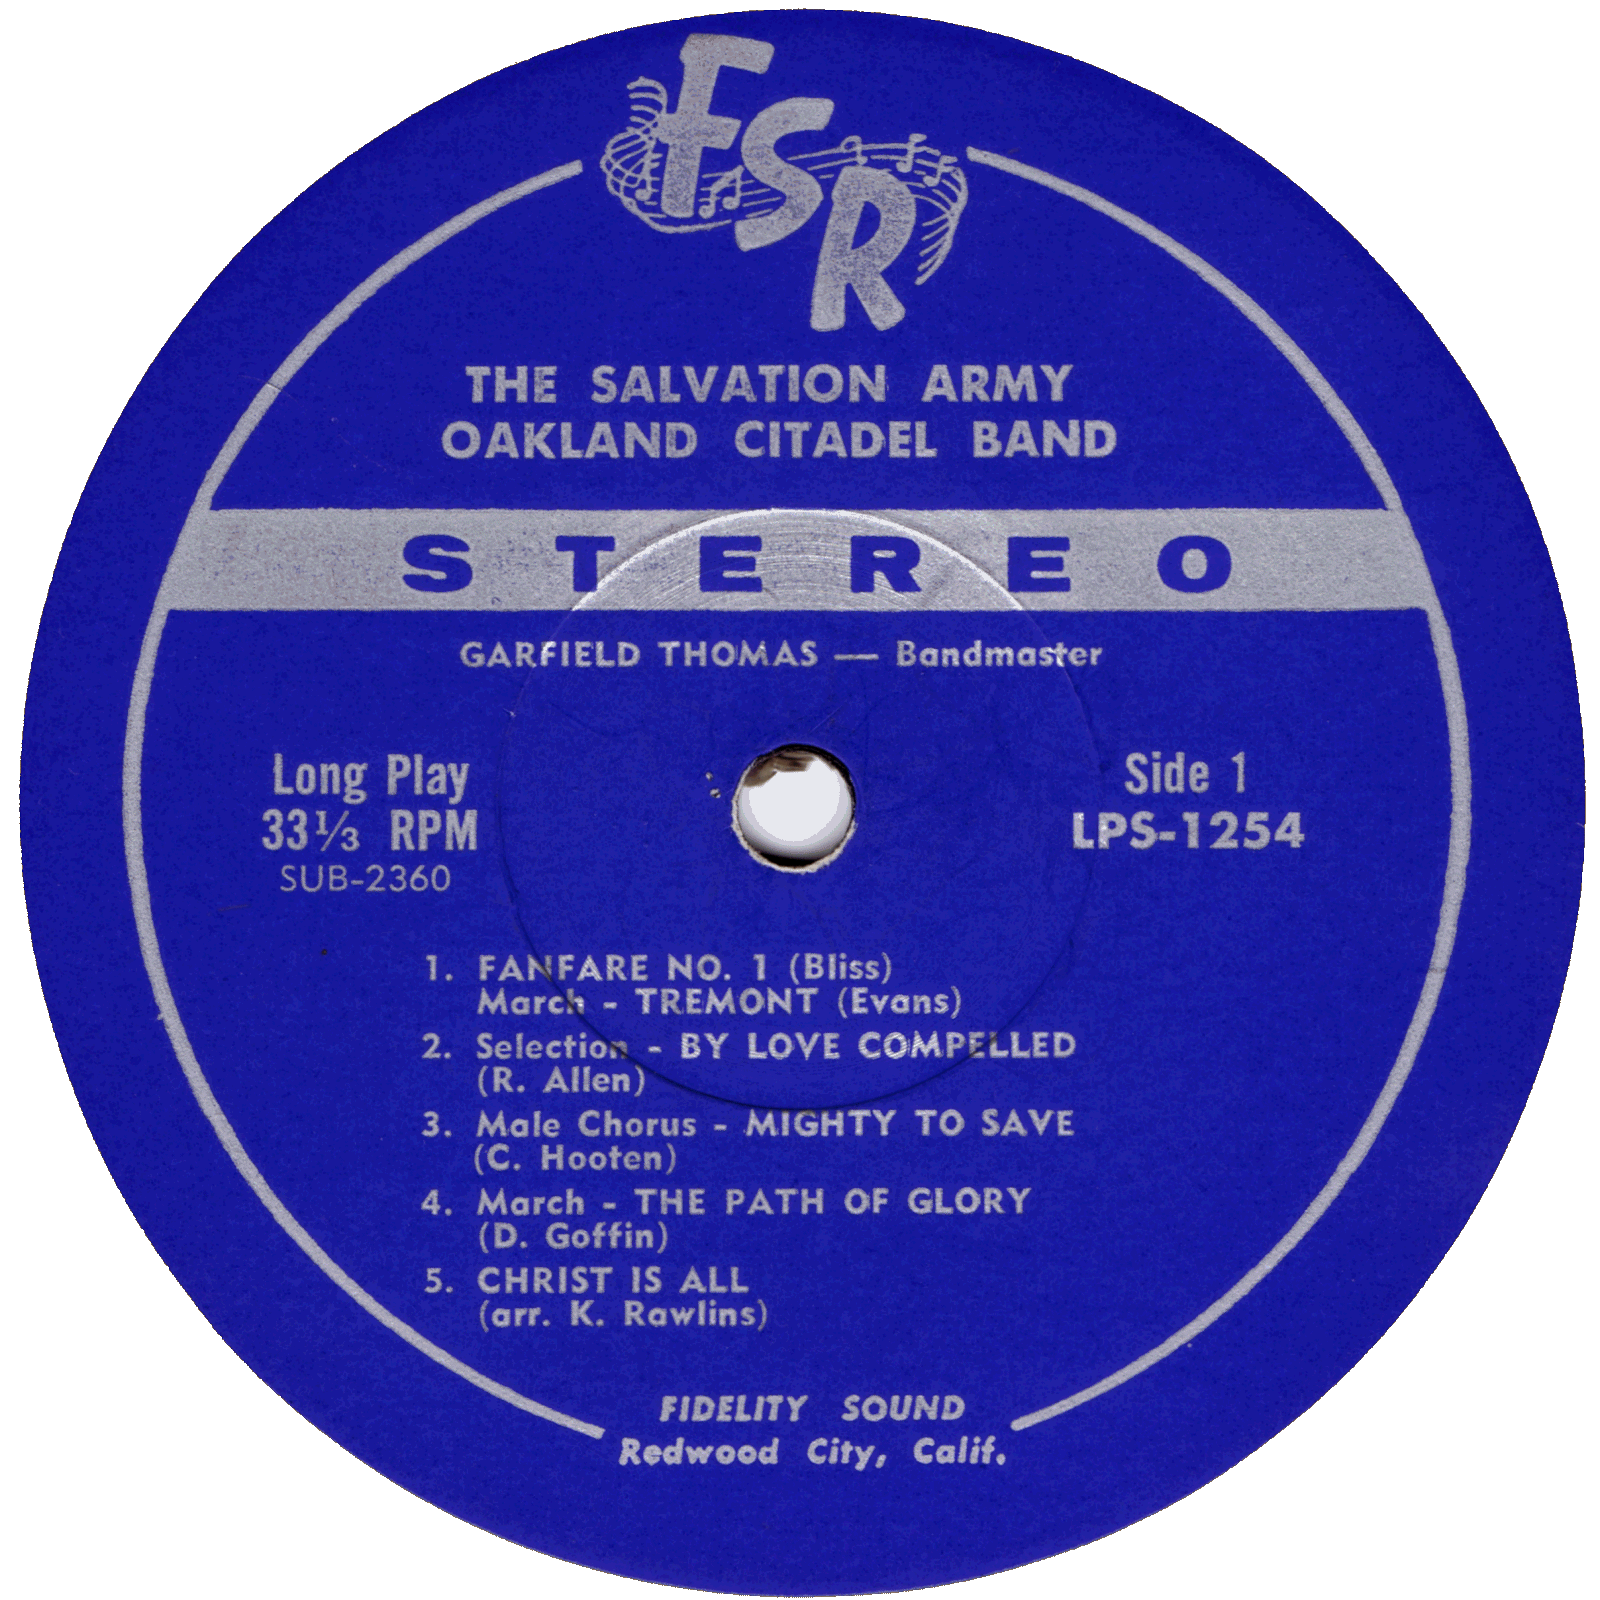 FSR
THE SALVATION ARMY
OAKLAND CITADEL BAND
STEREO
GARFIELD THOMAS — Bandmaster
Long Play
33⅓ RPM
SUB-2360
Side 1
LPS-1254
1. FANFARE NO. 1 (Bliss)
March - TREMONT (Evans)
2. Selection - BY LOVE COMPELLED
(R. Allen)
3. Male Chorus - MIGHTY TO SAVE
(C. Hooten)
4. March - THE PATH OF GLORY
(D. Goffin)
5. CHRIST IS ALL
(arr. K. Rawlins)
FIDELITY SOUND
Redwood City, Calif.